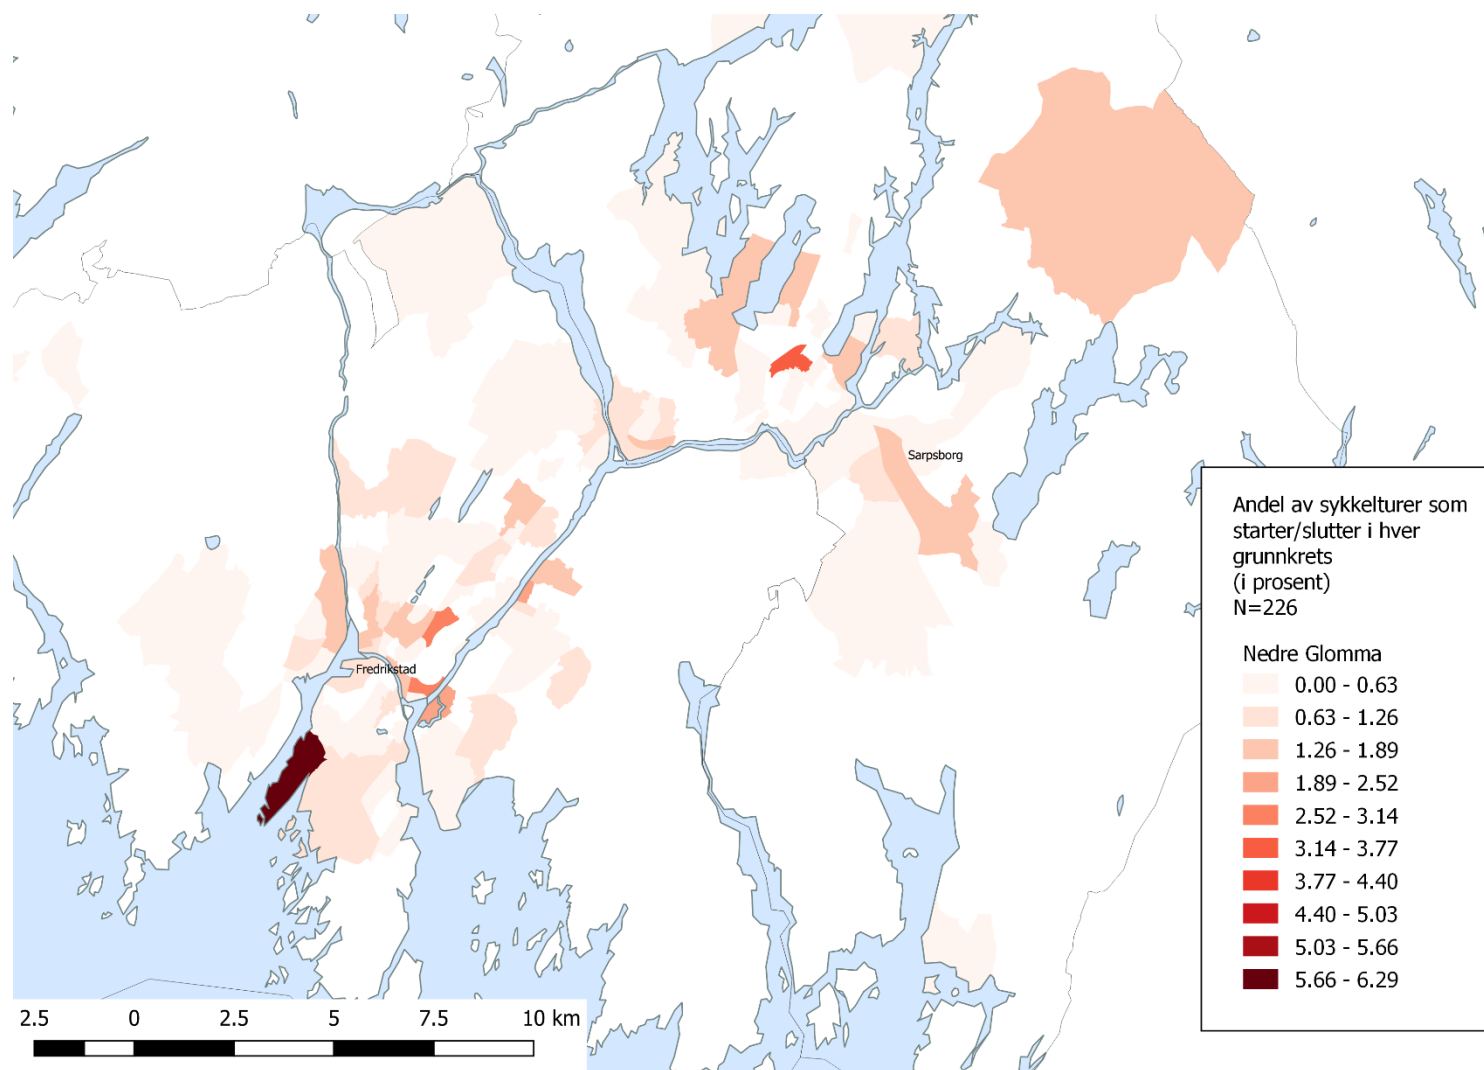 Sarpsborg
Fredrikstad
Andel av sykkelturer som
starter/slutter i hver
grunnkrets
(i prosent)
N=226
Nedre Glomma
0.00 - 0.63
0.63 - 1.26
1.26 - 1.89
1.89 - 2.52
2.52 - 3.14
3.14 - 3.77
3.77 - 4.40
4.40 - 5.03
5.03 - 5.66
5.66 - 6.29
2.5 0 2.5 5 7.5 10 km